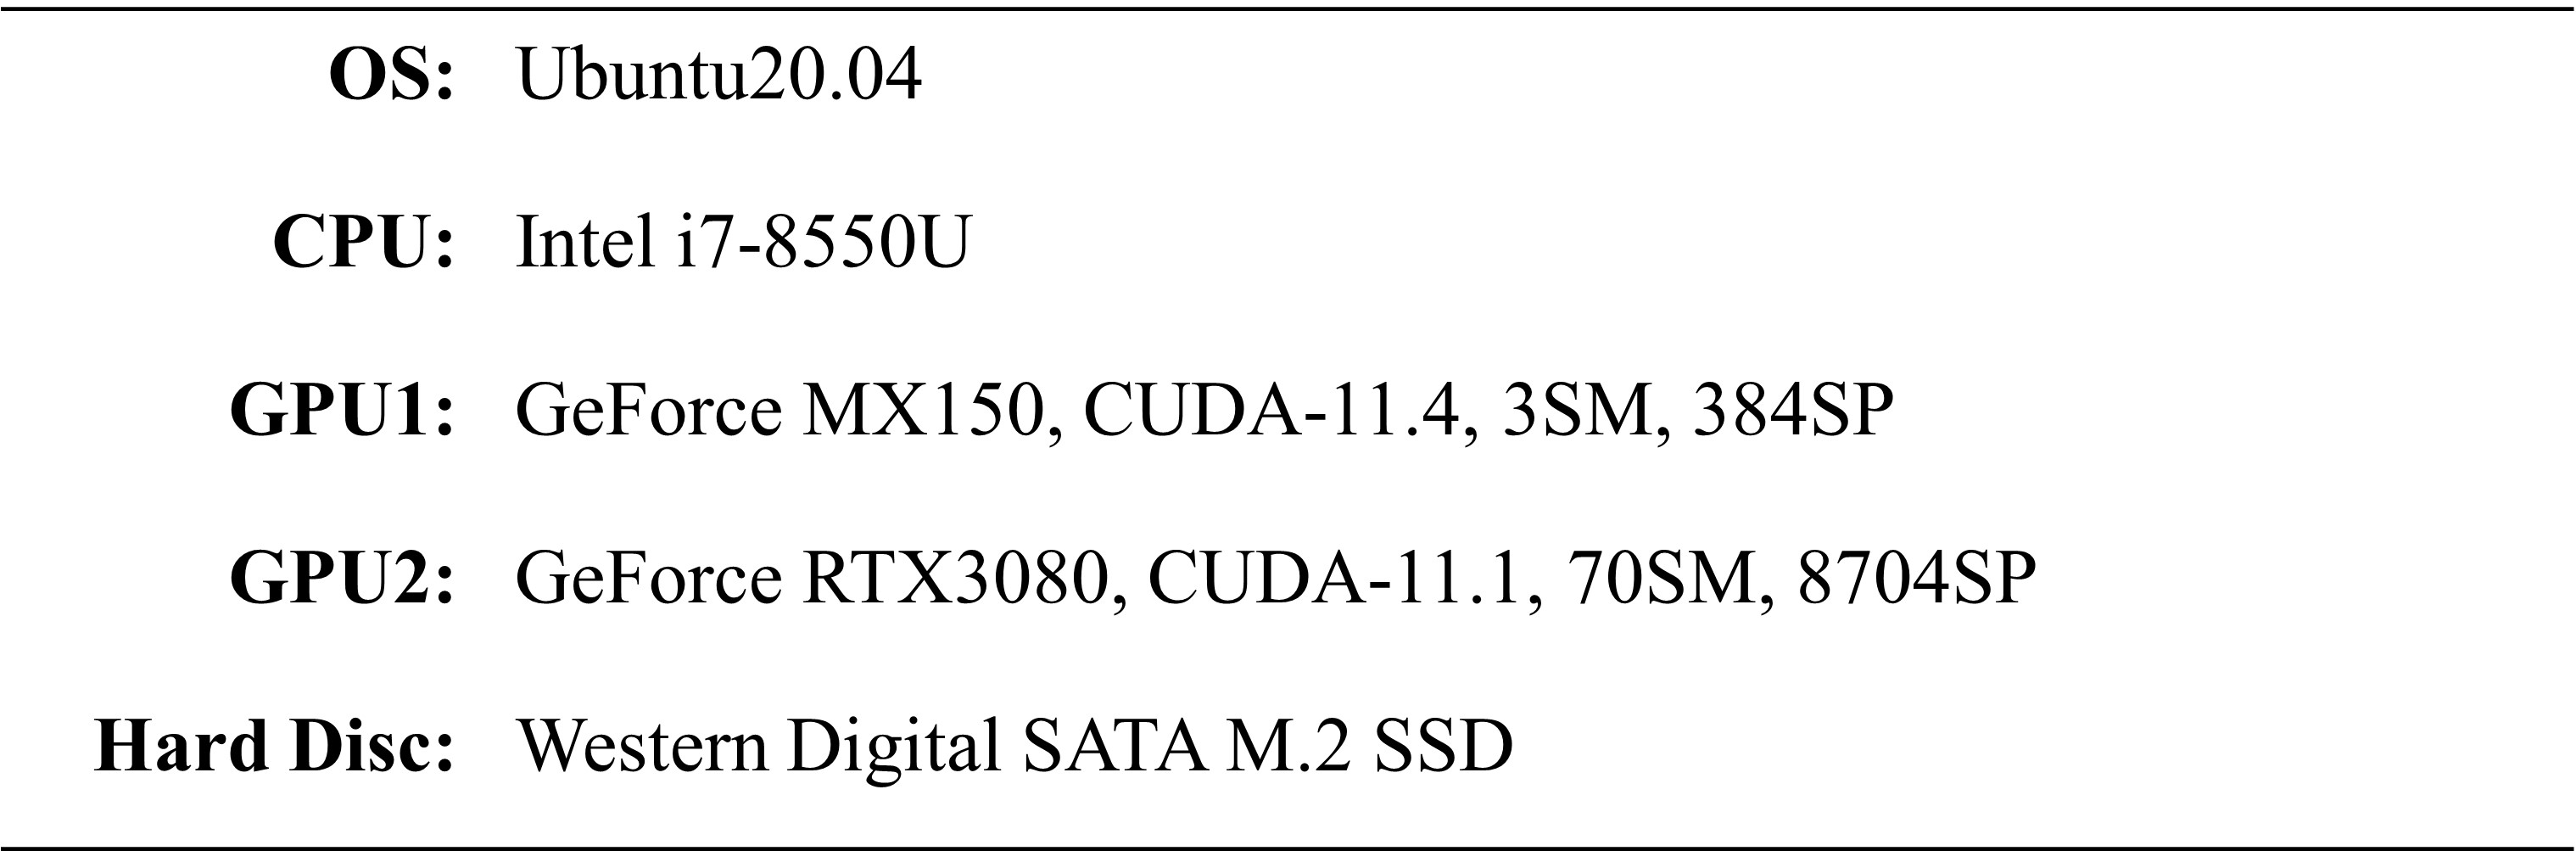 OS: Ubuntu20.04
CPU: Intel i7-8550U
GPU1: GeForce MX150, CUDA-11.4, 3SM, 384SP
GPU2: GeForce RTX3080, CUDA-11.1, 70SM, 8704SP
Hard Disc: Western Digital SATA M.2 SSD